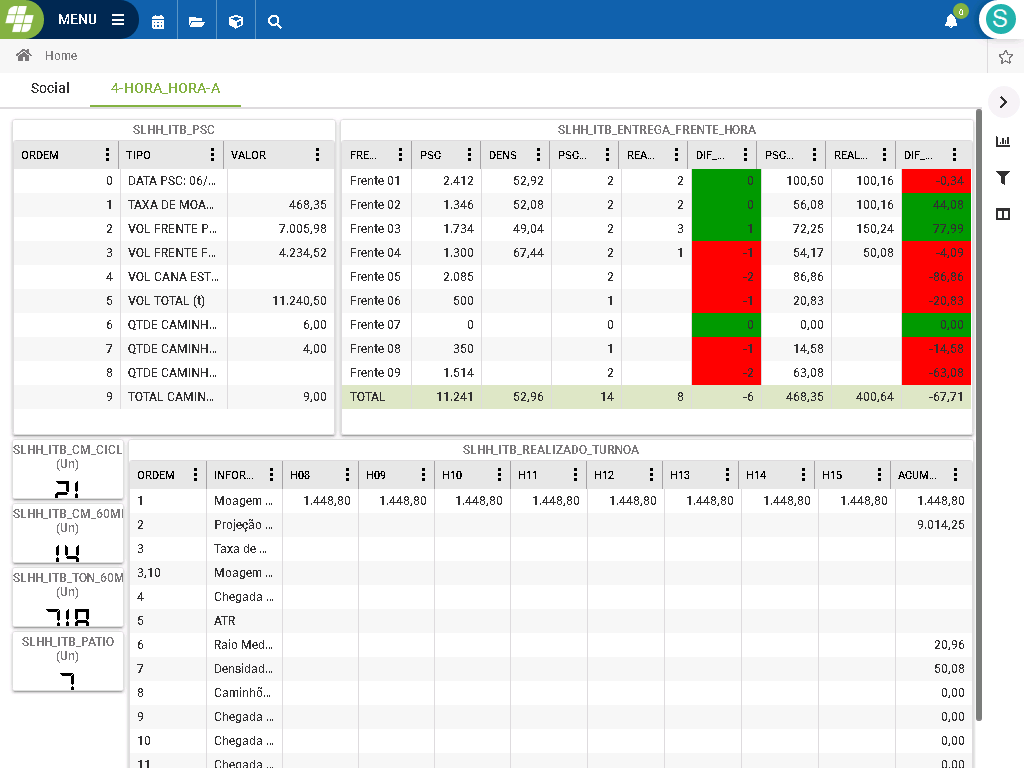 MENU
0
S
Home
Social 4-HORA_HORA-A
SLHH_ITB_PSC
ORDEM TIPO VALOR
0 DATA PSC: 06/...
1 TAXA DE MOA... 468,35
2 VOL FRENTE P... 7.005,98
3 VOL FRENTE F... 4.234,52
4 VOL CANA EST...
5 VOL TOTAL (t) 11.240,50
6 QTDE CAMINH... 6,00
7 QTDE CAMINH... 4,00
8 QTDE CAMINH...
9 TOTAL CAMIN... 9,00
SLHH_ITB_ENTREGA_FRENTE_HORA
FRE... PSC DENS PSC... REA... DIF_... PSC... REAL... DIF_...
Frente 01 2.412 52,92 2 2 0 100,50 100,16 -0,34
Frente 02 1.346 52,08 2 2 0 56,08 100,16 44,08
Frente 03 1.734 49,04 2 3 1 72,25 150,24 77,99
Frente 04 1.300 67,44 2 1 -1 54,17 50,08 -4,09
Frente 05 2.085 2 -2 86,86 -86,86
Frente 06 500 1 -1 20,83 -20,83
Frente 07 0 0 0 0,00 0,00
Frente 08 350 1 -1 14,58 -14,58
Frente 09 1.514 2 -2 63,08 -63,08
TOTAL 11.241 52,96 14 8 -6 468,35 400,64 -67,71
SLHH_ITB_CM_CICL
(Un)
21
SLHH_ITB_CM_60MI
(Un)
14
SLHH_ITB_TON_60M
(Un)
718
SLHH_ITB_PATIO
(Un)
7
SLHH_ITB_REALIZADO_TURNOA
ORDEM INFOR... H08 H09 H10 H11 H12 H13 H14 H15 ACUM...
1 Moagem ... 1.448,80 1.448,80 1.448,80 1.448,80 1.448,80 1.448,80 1.448,80 1.448,80 1.448,80
2 Projeção ... 9.014,25
3 Taxa de ...
3,10 Moagem ...
4 Chegada ...
5 ATR
6 Raio Med... 20,96
7 Densidad... 50,08
8 Caminhõ... 0,00
9 Chegada ... 0,00
10 Chegada ... 0,00
11 Chegada ... 0,00